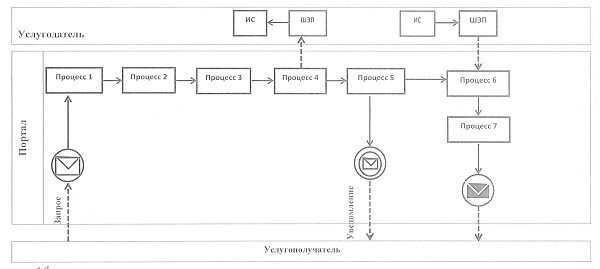 ИС
ШЭП
ИС
ШЭП
Услугодатель
Процесс 1
Процесс 2
Процесс 3
Процесс 4
Процесс 5
Процесс 6
Процесс 7
Портал
Запрос
Уведомление
Услугополучатель